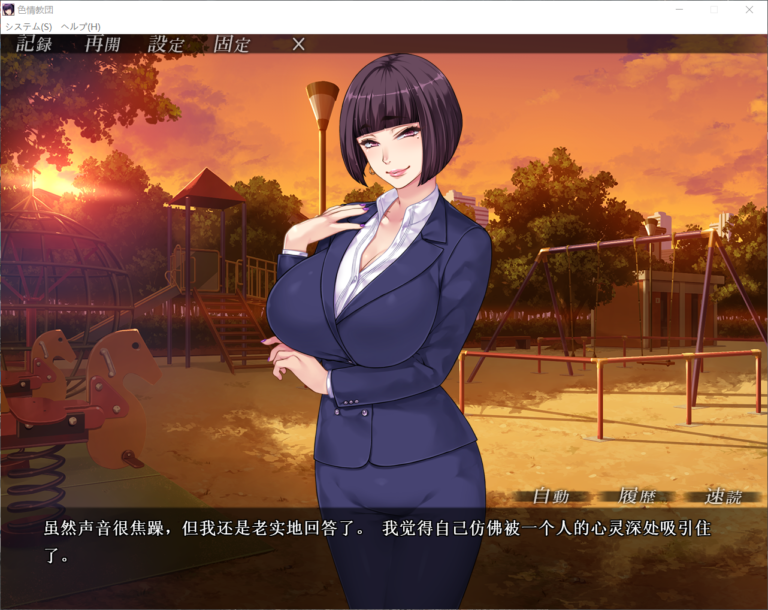 色情教団
システム(S) ヘルプ(H)
記録 再開 設定 固定 ×
自動 履歴 速読
虽然声音很焦躁，但我还是老实地回答了。 我觉得自己仿佛被一个人的心灵深处吸引住
了。